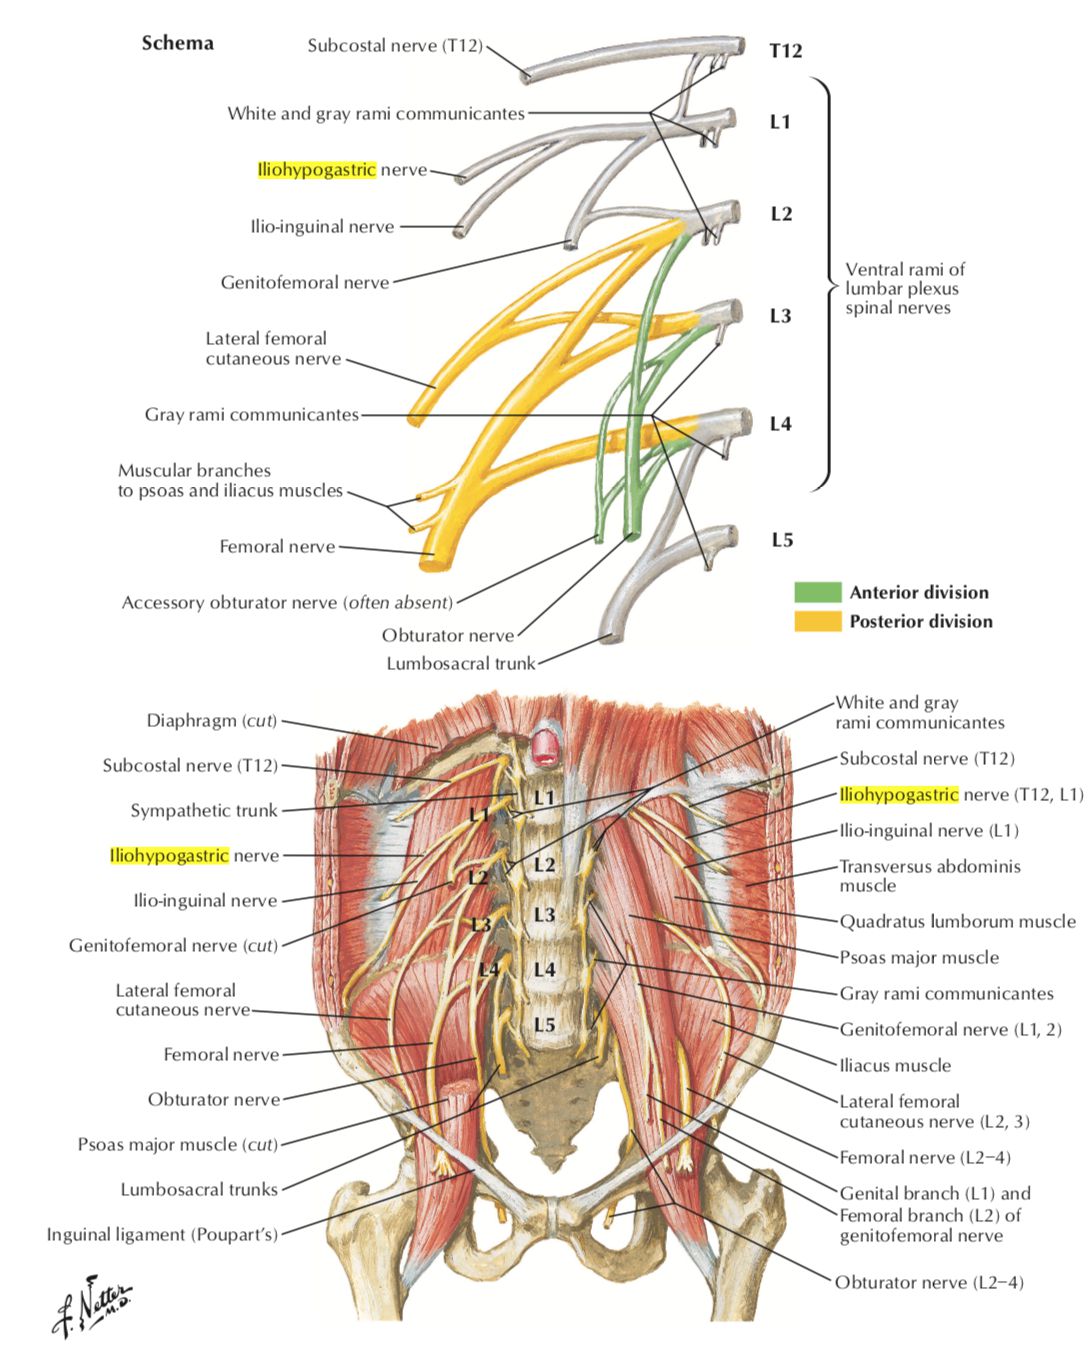 Schema
Subcostal nerve (T12)
T12
White and gray rami communicantes
L1
Iliohypogastric nerve
L2
Ilio-inguinal nerve
Genitofemoral nerve
Ventral rami of
lumbar plexus
spinal nerves
L3
Lateral femoral
cutaneous nerve
Gray rami communicantes
L4
Muscular branches
to psoas and iliacus muscles
L5
Femoral nerve
Anterior division
Accessory obturator nerve (often absent)
Posterior division
Obturator nerve
Lumbosacral trunk
Diaphragm (cut)
Subcostal nerve (T12)
Sympathetic trunk
Iliohypogastric nerve
Ilio-inguinal nerve
Genitofemoral nerve (cut)
Lateral femoral
cutaneous nerve
Femoral nerve
Obturator nerve
Psoas major muscle (cut)
Lumbosacral trunks
Inguinal ligament (Poupart's)
L1
L2
L3
L4
L1
L2
L3
L4
L5
White and gray
rami communicantes
Subcostal nerve (T12)
Iliohypogastric nerve (T12, L1)
Ilio-inguinal nerve (L1)
Transversus abdominis
muscle
Quadratus lumborum muscle
Psoas major muscle
Gray rami communicantes
Genitofemoral nerve (L1, 2)
Iliacus muscle
Lateral femoral
cutaneous nerve (L2, 3)
Femoral nerve (L2–4)
Genital branch (L1) and
Femoral branch (L2) of
genitofemoral nerve
Obturator nerve (L2–4)
F. Netter
M.D.